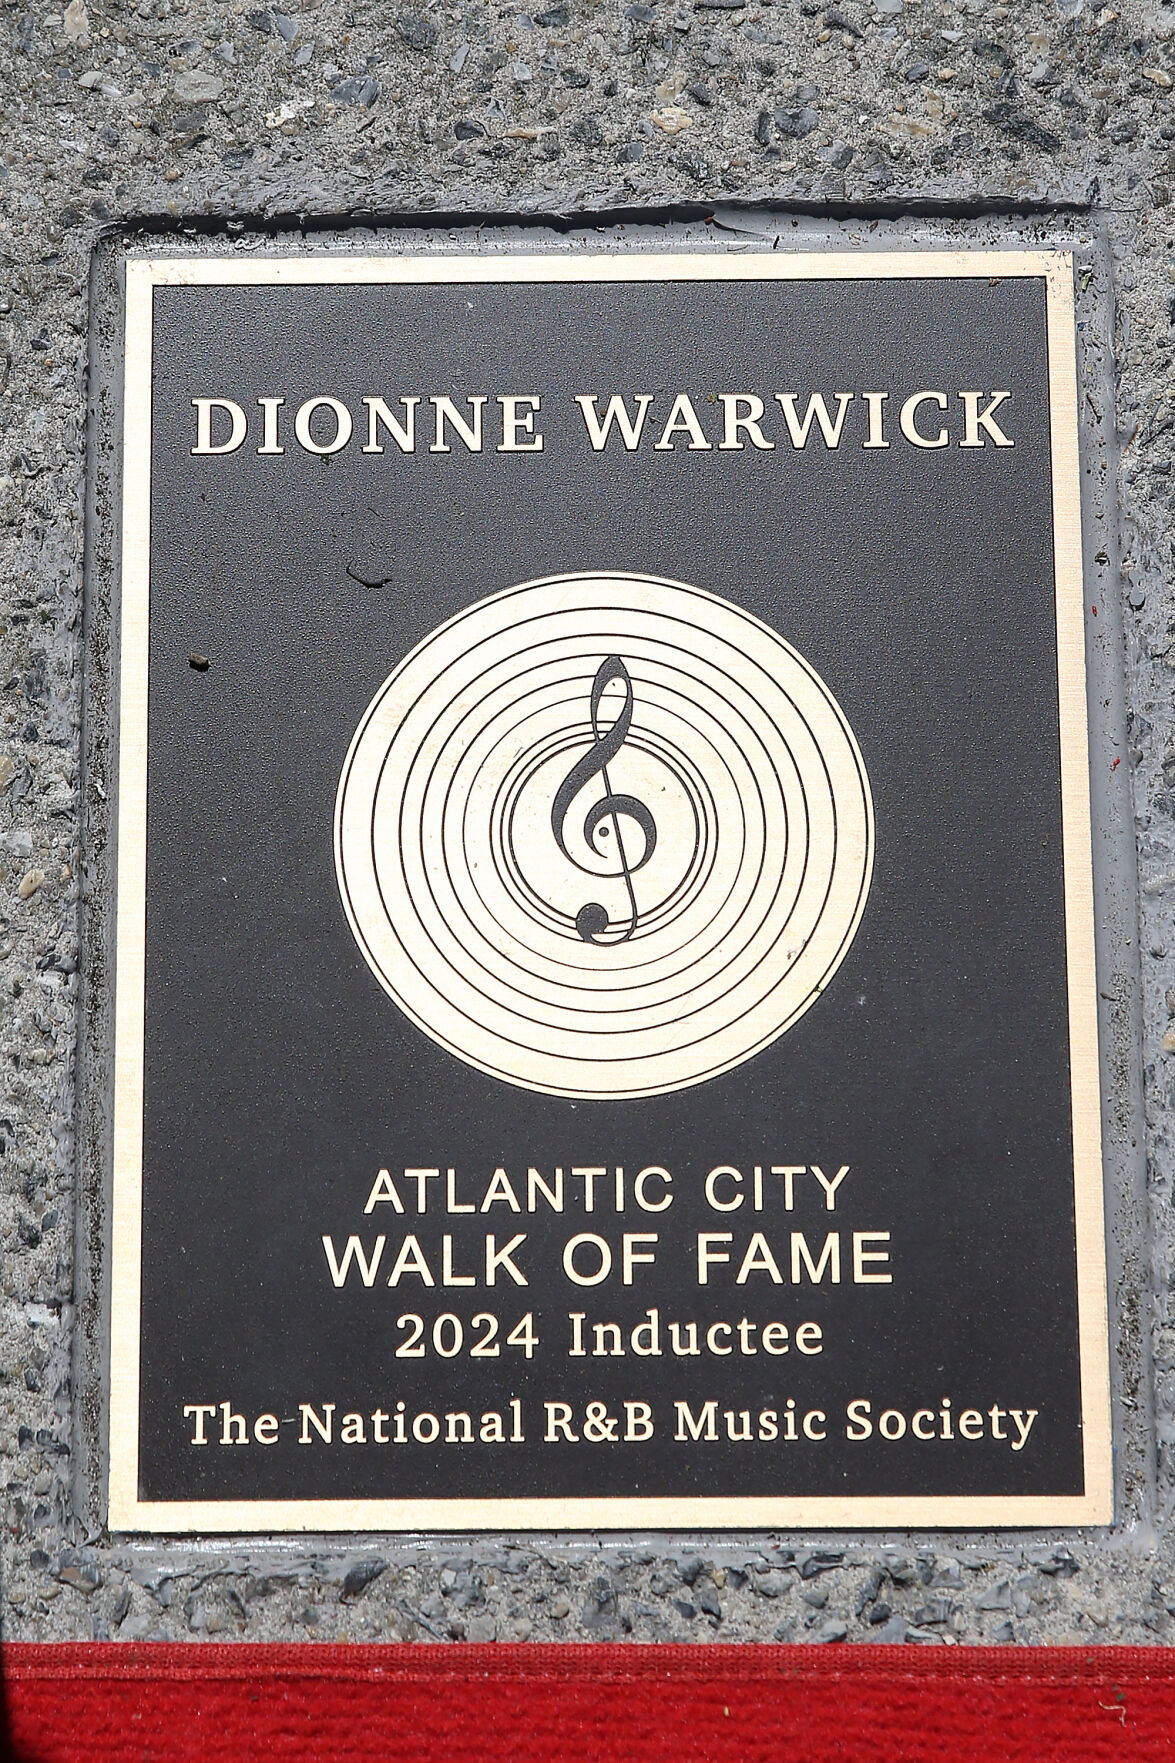 DIONNE WARWICK
ATLANTIC CITY
WALK OF FAME
2024 Inductee
The National R&B Music Society